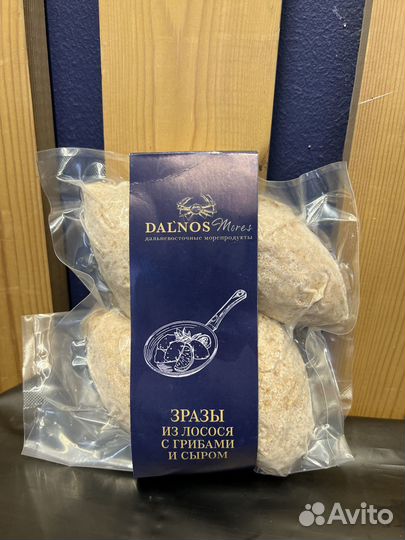 DALNOS Mores
дальневосточные морепродукты
ЗРАЗЫ
ИЗ ЛОСОСЯ
С ГРИБАМИ
И СЫРОМ
Avito